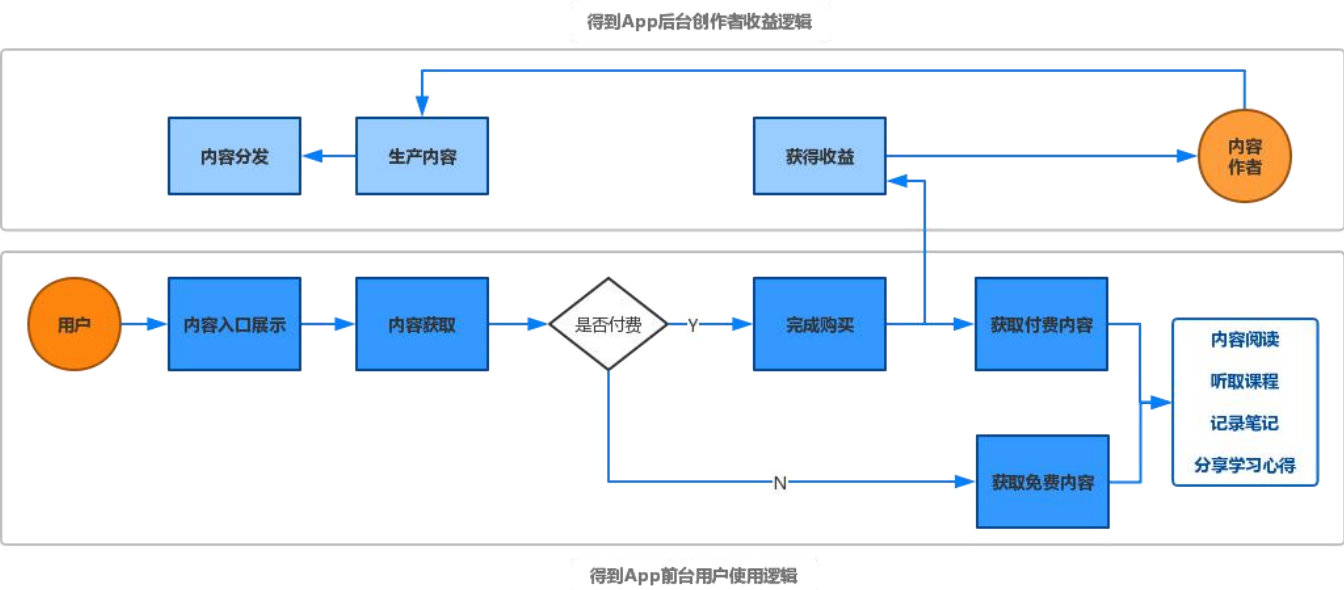 得到App后台创作者收益逻辑
内容分发
生产内容
获得收益
内容
作者
用户
内容入口展示
内容获取
是否付费
Y
完成购买
获取付费内容
内容阅读
听取课程
记录笔记
分享学习心得
N
获取免费内容
得到App前台用户使用逻辑